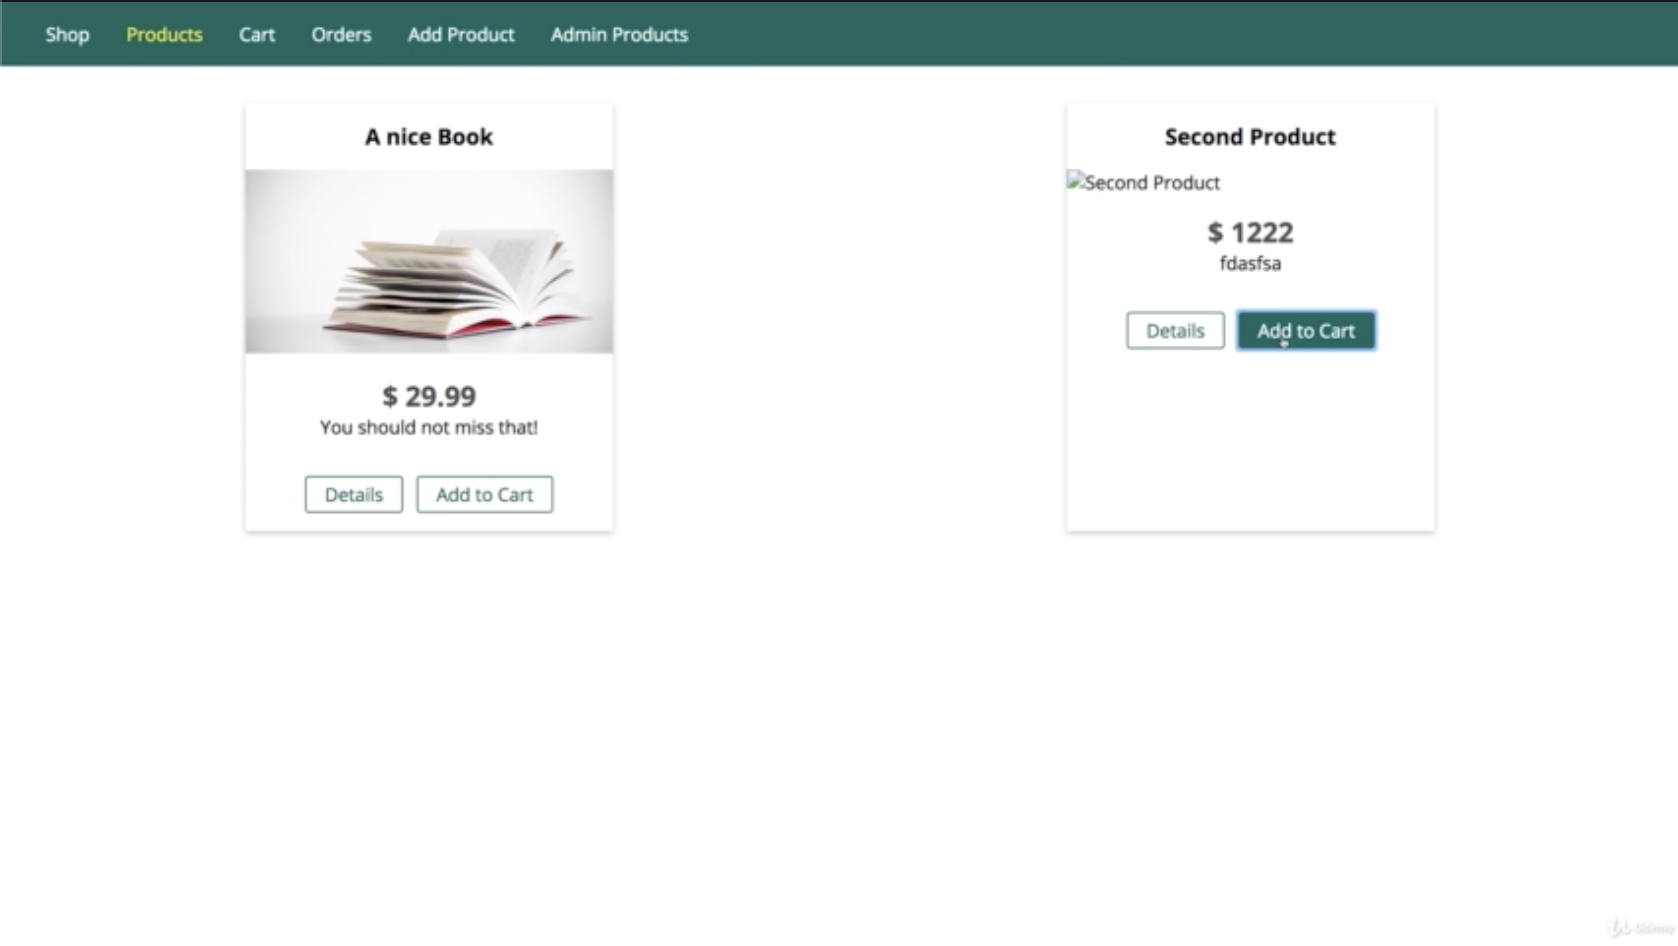 Shop Products Cart Orders Add Product Admin Products
A nice Book
$ 29.99
You should not miss that!
Details Add to Cart
Second Product
Second Product
$ 1222
fdasfsa
Details Add to Cart
Udemy